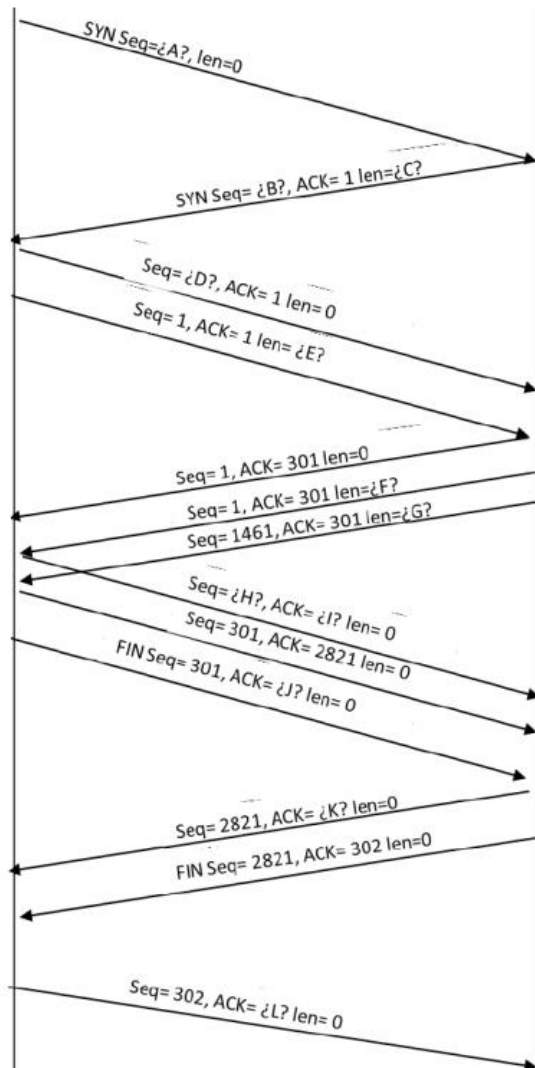 SYN Seq=¿A?, len=0
SYN Seq= ¿B?, ACK= 1 len=¿C?
Seq= ¿D?, ACK= 1 len= 0
Seq= 1, ACK= 1 len= ¿E?
Seq= 1, ACK= 301 len=0
Seq= 1, ACK= 301 len=¿F?
Seq= 1461, ACK= 301 len=¿G?
Seq= ¿H?, ACK= ¿I? len= 0
Seq= 301, ACK= 2821 len= 0
FIN Seq= 301, ACK= ¿J? len= 0
Seq= 2821, ACK= ¿K? len=0
FIN Seq= 2821, ACK= 302 len=0
Seq= 302, ACK= ¿L? len= 0